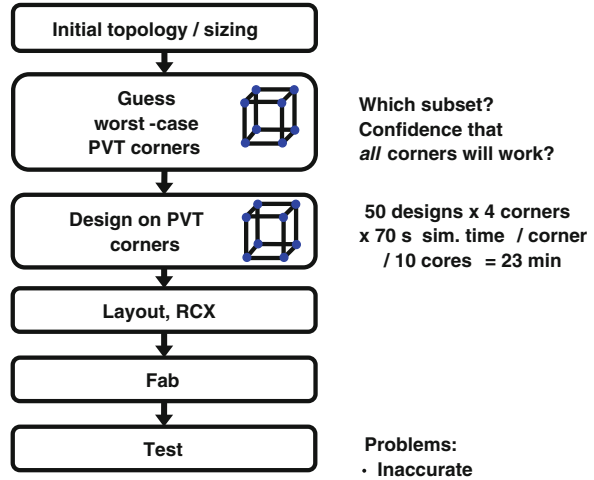 Initial topology / sizing
Guess
worst -case
PVT corners
Which subset?
Confidence that
all corners will work?
Design on PVT
corners
50 designs x 4 corners
x 70 s sim. time / corner
/ 10 cores = 23 min
Layout, RCX
Fab
Test
Problems:
· Inaccurate